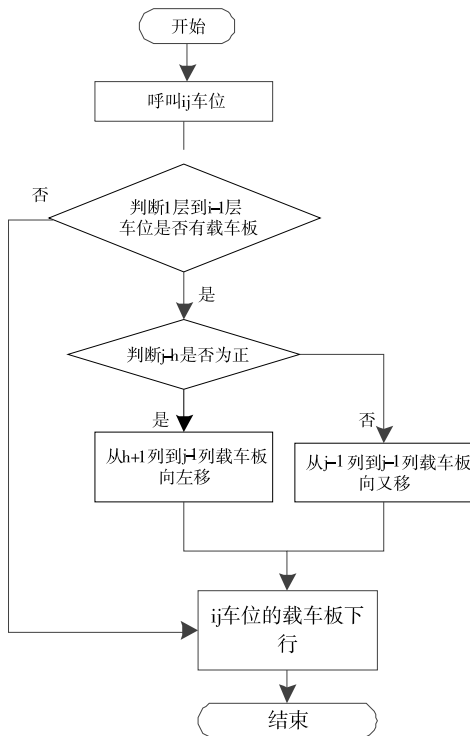 开始
呼叫ij车位
否
判断1层到i-1层
车位是否有载车板
是
判断j-h是否为正
是
否
从h+1列到j-1列载车板
向左移
从j-1列到j-1列载车板
向又移
ij车位的载车板下
行
结束